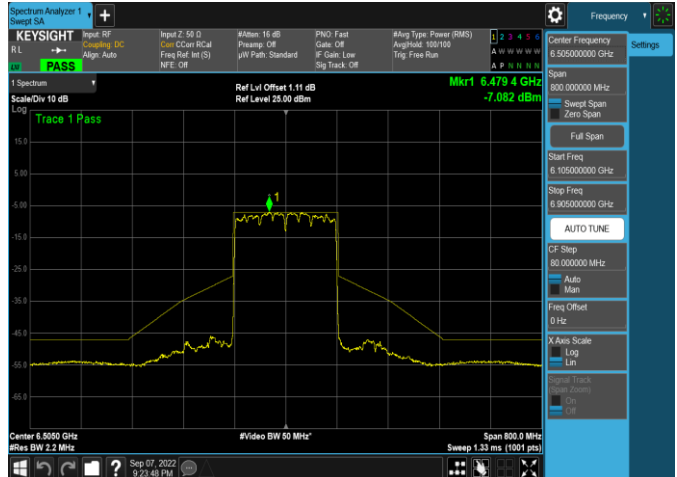 Spectrum Analyzer 1
Swept SA
Frequency
KEYSIGHT
R L
PASS
Input: RF
Coupling: DC
Align: Auto
Input Z: 50 Ω
Corr CCorr RCal
Freq Ref: Int (S)
NFE: Off
#Atten: 16 dB
Preamp: Off
µW Path: Standard
PNO: Fast
Gate: Off
IF Gain: Low
Sig Track: Off
#Avg Type: Power (RMS)
Avg|Hold: 100/100
Trig: Free Run
1 2 3 4 5 6
A W W W W W
A P N N N N
Settings
1 Spectrum
Scale/Div 10 dB
Ref Lvl Offset 1.11 dB
Ref Level 25.00 dBm
Mkr1 6.479 4 GHz
-7.082 dBm
Log
Trace 1 Pass
15.0
5.00
-5.00
-15.0
-25.0
-35.0
-45.0
-55.0
-65.0
1
Center 6.5050 GHz
#Res BW 2.2 MHz
#Video BW 50 MHz*
Span 800.0 MHz
Sweep 1.33 ms (1001 pts)
Sep 07, 2022
9:23:48 PM
Center Frequency
6.505000000 GHz
Span
800.000000 MHz
Swept Span
Zero Span
Full Span
Start Freq
6.105000000 GHz
Stop Freq
6.905000000 GHz
AUTO TUNE
CF Step
80.000000 MHz
Auto
Man
Freq Offset
0 Hz
X Axis Scale
Log
Lin
Signal Track
(Span Zoom)
On
Off